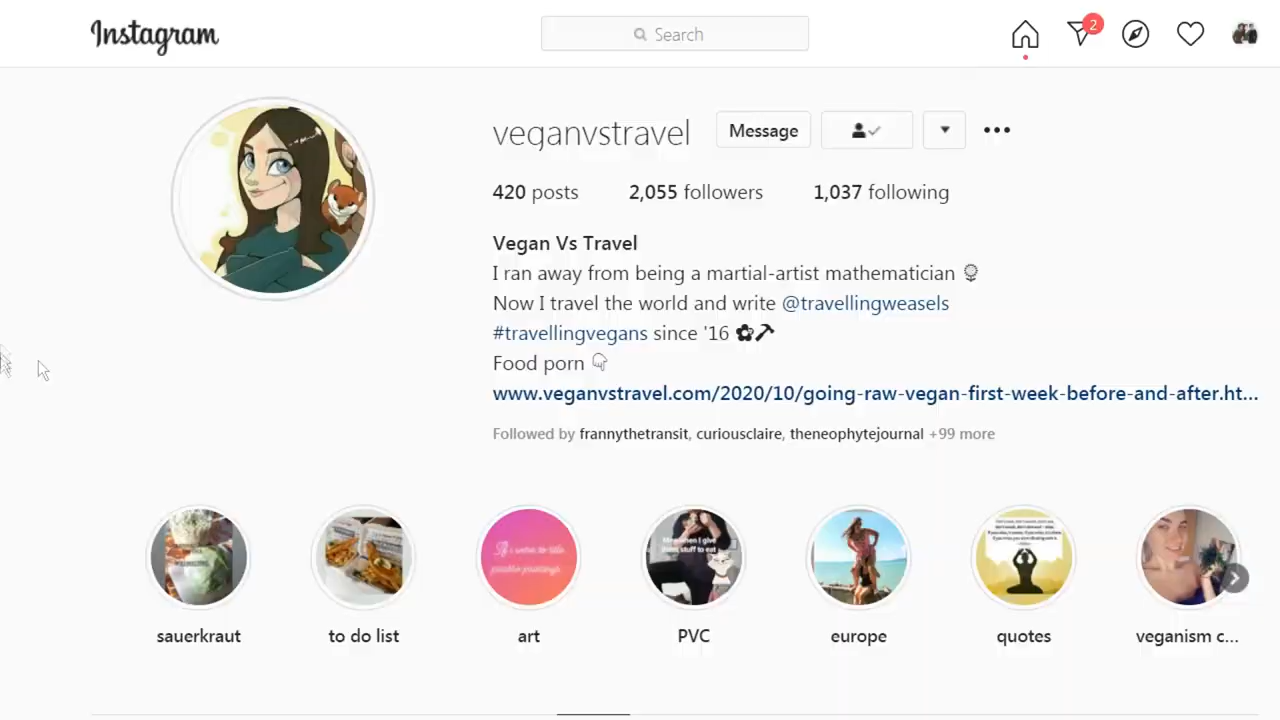 Instagram
Search
2
veganvstravel
Message
420 posts 2,055 followers 1,037 following
Vegan Vs Travel
I ran away from being a martial-artist mathematician
Now I travel the world and write @travellingweasels
#travellingvegans since '16
Food porn
www.veganvstravel.com/2020/10/going-raw-vegan-first-week-before-and-after.ht...
Followed by frannythetransit, curiousclaire, theneophytejournal +99 more
sauerkraut
to do list
art
PVC
europe
quotes
veganism c...